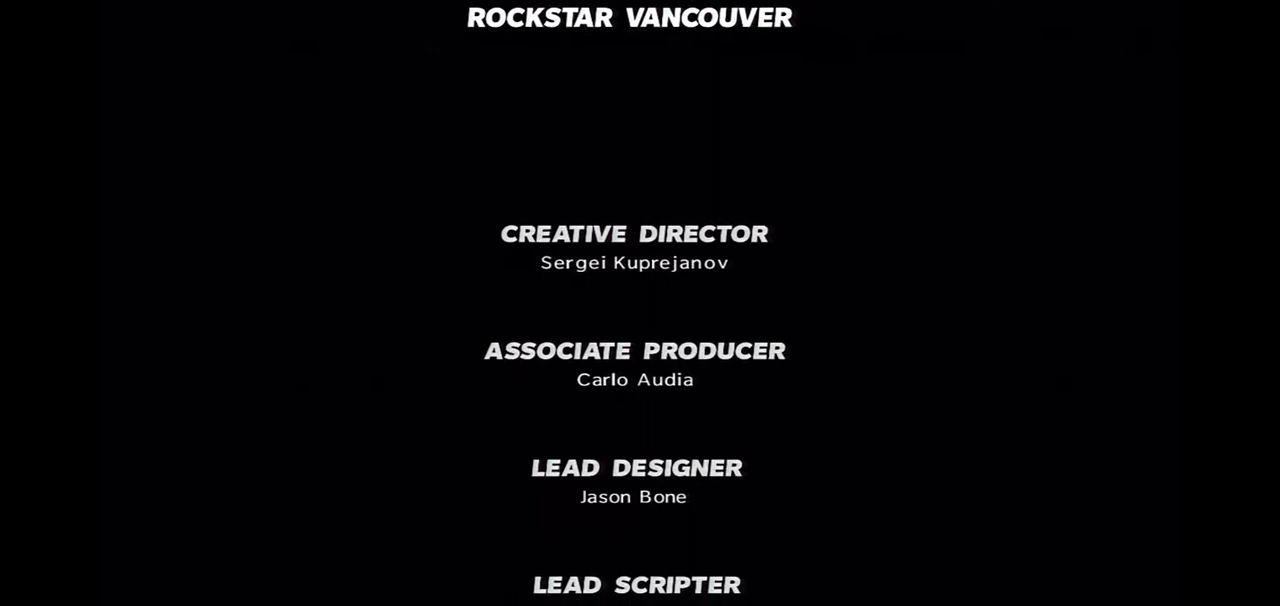 ROCKSTAR VANCOUVER
CREATIVE DIRECTOR
Sergei Kuprejanov
ASSOCIATE PRODUCER
Carlo Audia
LEAD DESIGNER
Jason Bone
LEAD SCRIPTER